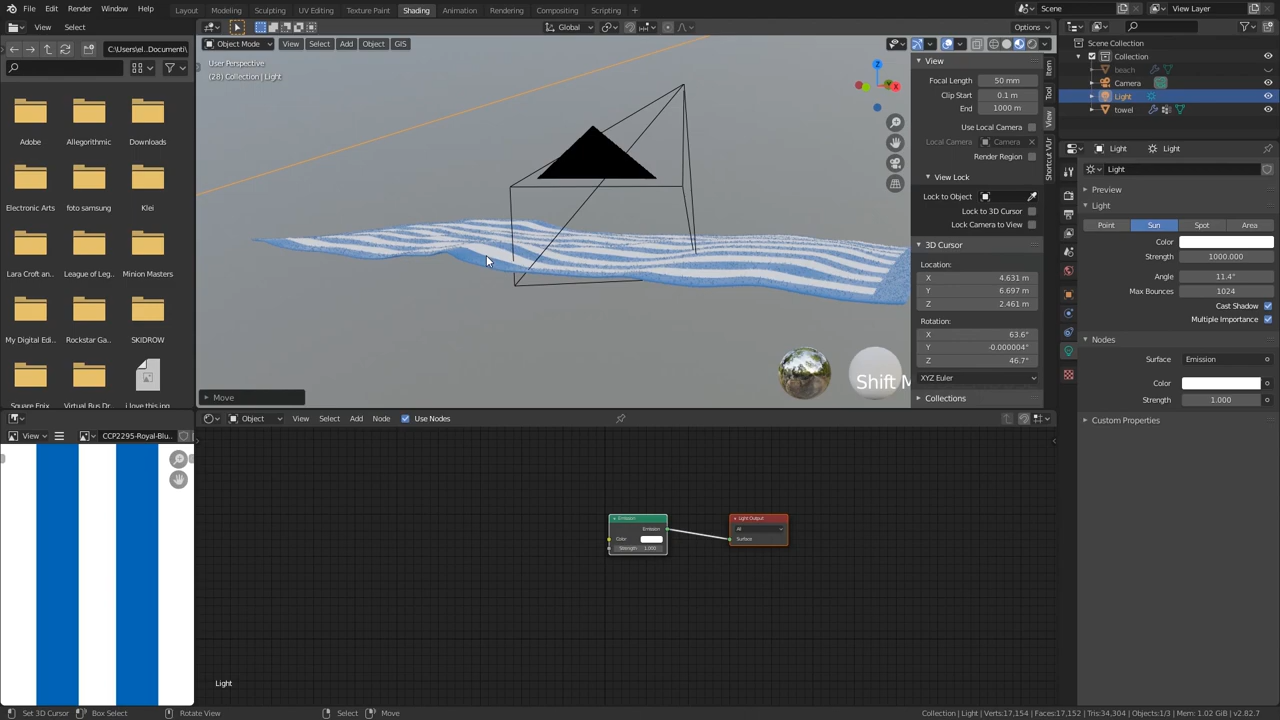 File Edit Render Window Help
Layout Modeling Sculpting UV Editing Texture Paint Shading Animation Rendering Compositing Scripting +
Scene
View Layer
View Select
Global
Options
C:\Users\el..Documenti\
Object Mode View Select Add Object GIS
User Perspective
(28) Collection | Light
Adobe Allegorithmic Downloads
Electronic Arts foto samsung Klei
Lara Croft an.. League of Leg.. Minion Masters
My Digital Edi.. Rockstar Ga.. SKIDROW
Virtual Bus Dr I love this jpg
Move
Shift M
View
Focal Length 50 mm
Clip Start 0.1 m
End 1000 m
Use Local Camera
Local Camera Camera
Render Region
View Lock
Lock to Object
Lock to 3D Cursor
Lock Camera to View
3D Cursor
Location:
X 4.631 m
Y 6.697 m
Z 2.461 m
Rotation:
X 63.6°
Y -0.000004°
Z 46.7°
XYZ Euler
Collections
Item
Tool
View
Shortcut VUr
Scene Collection
Collection
beach
Camera
Light
towel
Light Light
Light
Preview
Light
Point Sun Spot Area
Color
Strength 1000.000
Angle 11.4°
Max Bounces 1024
Cast Shadow
Multiple Importance
Nodes
Surface Emission
Color
Strength 1.000
Custom Properties
View
CCP2295-Royal-Blu..
Object View Select Add Node Use Nodes
Emission
Emission
Color
Strength 1.000
Light Output
All
Surface
Light
Set 3D Cursor Box Select Rotate View Select Move
Collection | Light | Verts:17,154 | Faces:17,152 | Tris:34,304 | Objects:1/3 | Mem: 1.02 GiB | v2.82.7